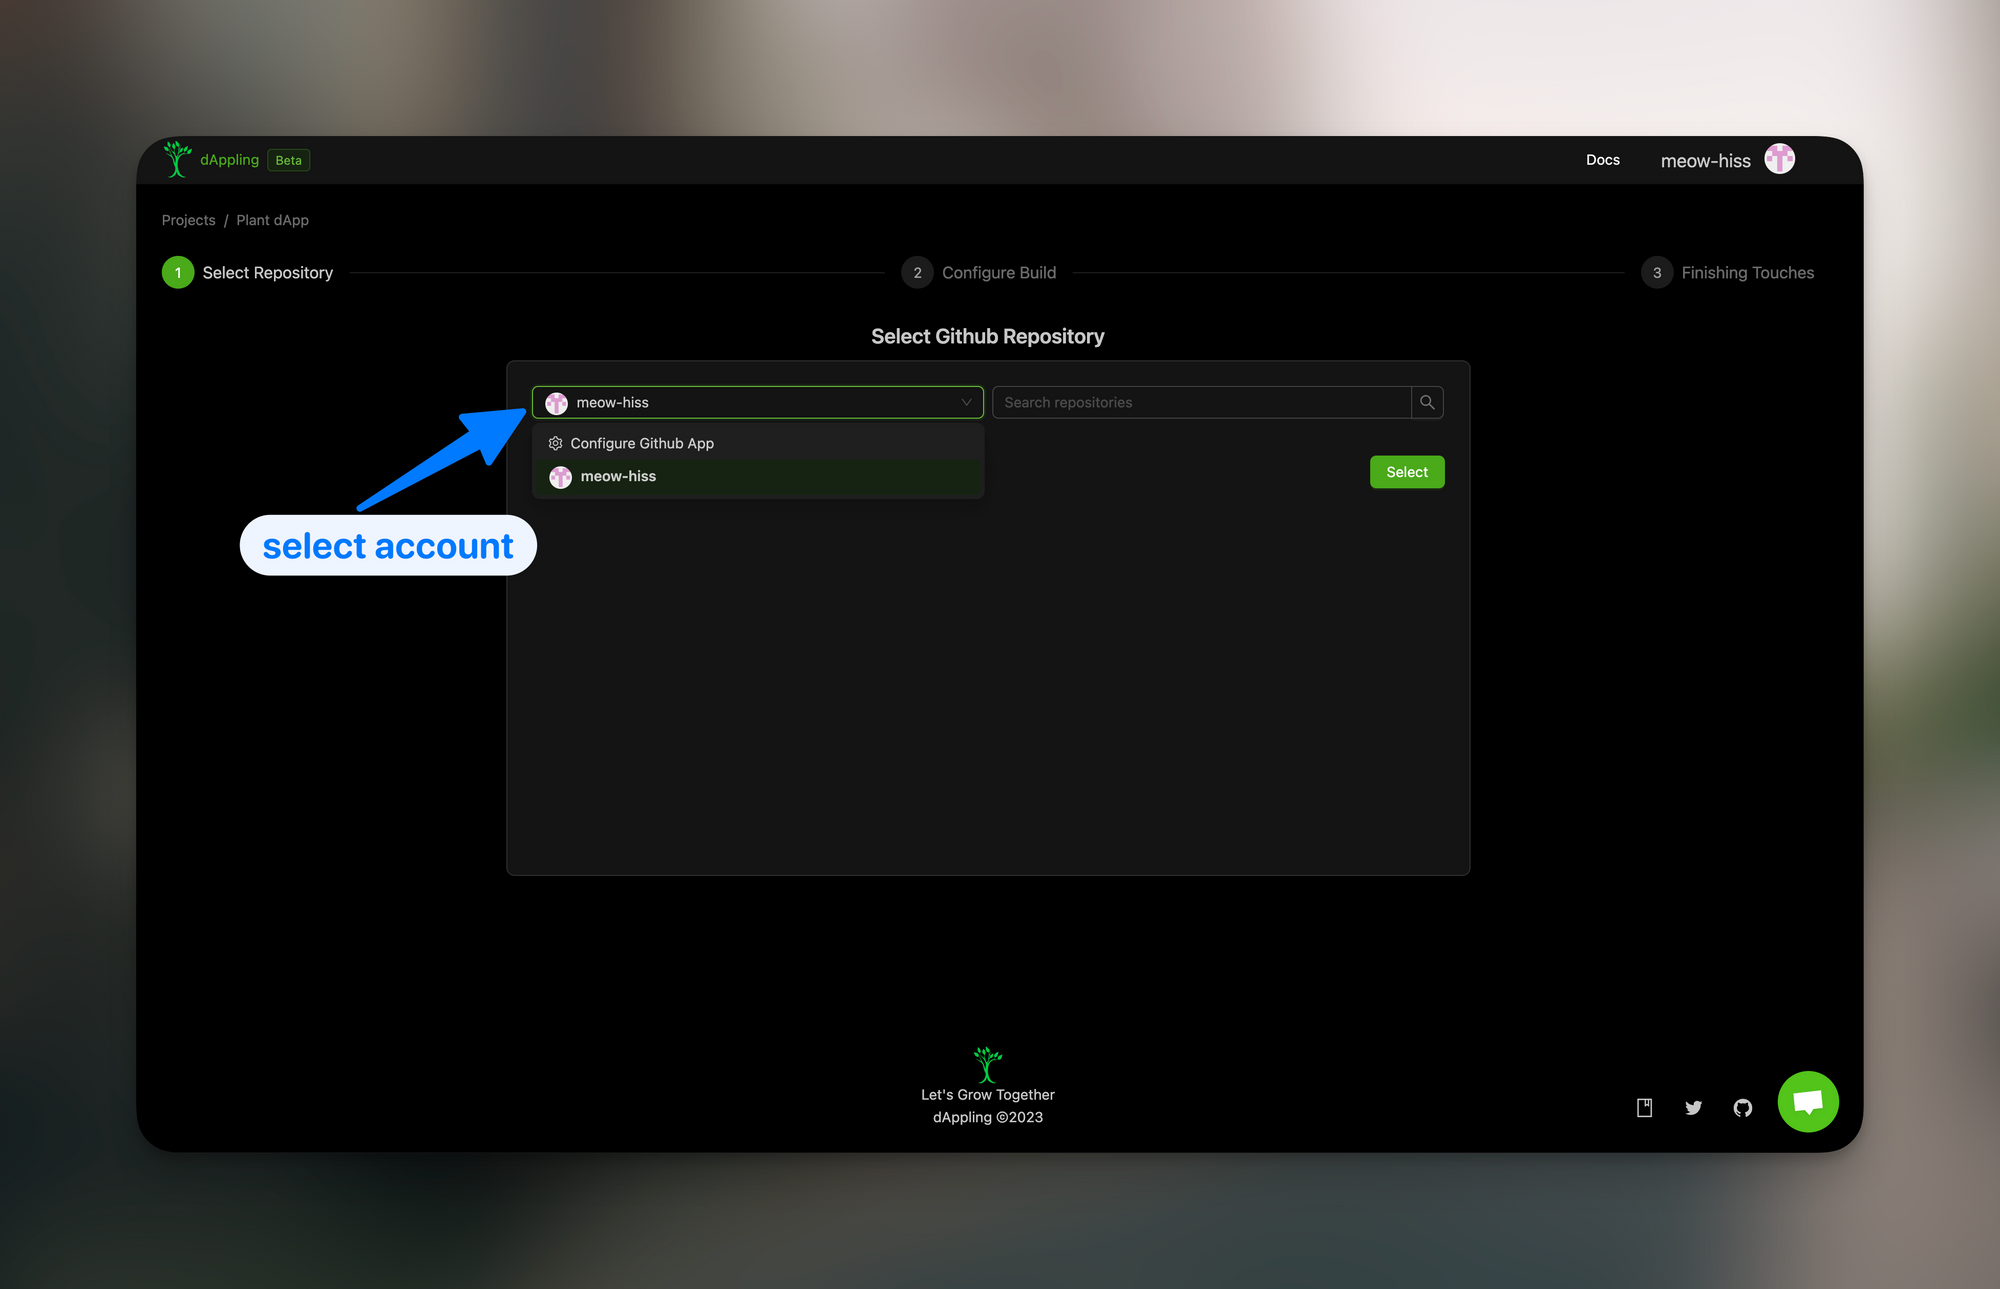 dAppling Beta
Docs meow-hiss
Projects / Plant dApp
1 Select Repository 2 Configure Build 3 Finishing Touches
Select Github Repository
meow-hiss Search repositories
Configure Github App
meow-hiss
Select
select account
Let's Grow Together
dAppling ©2023